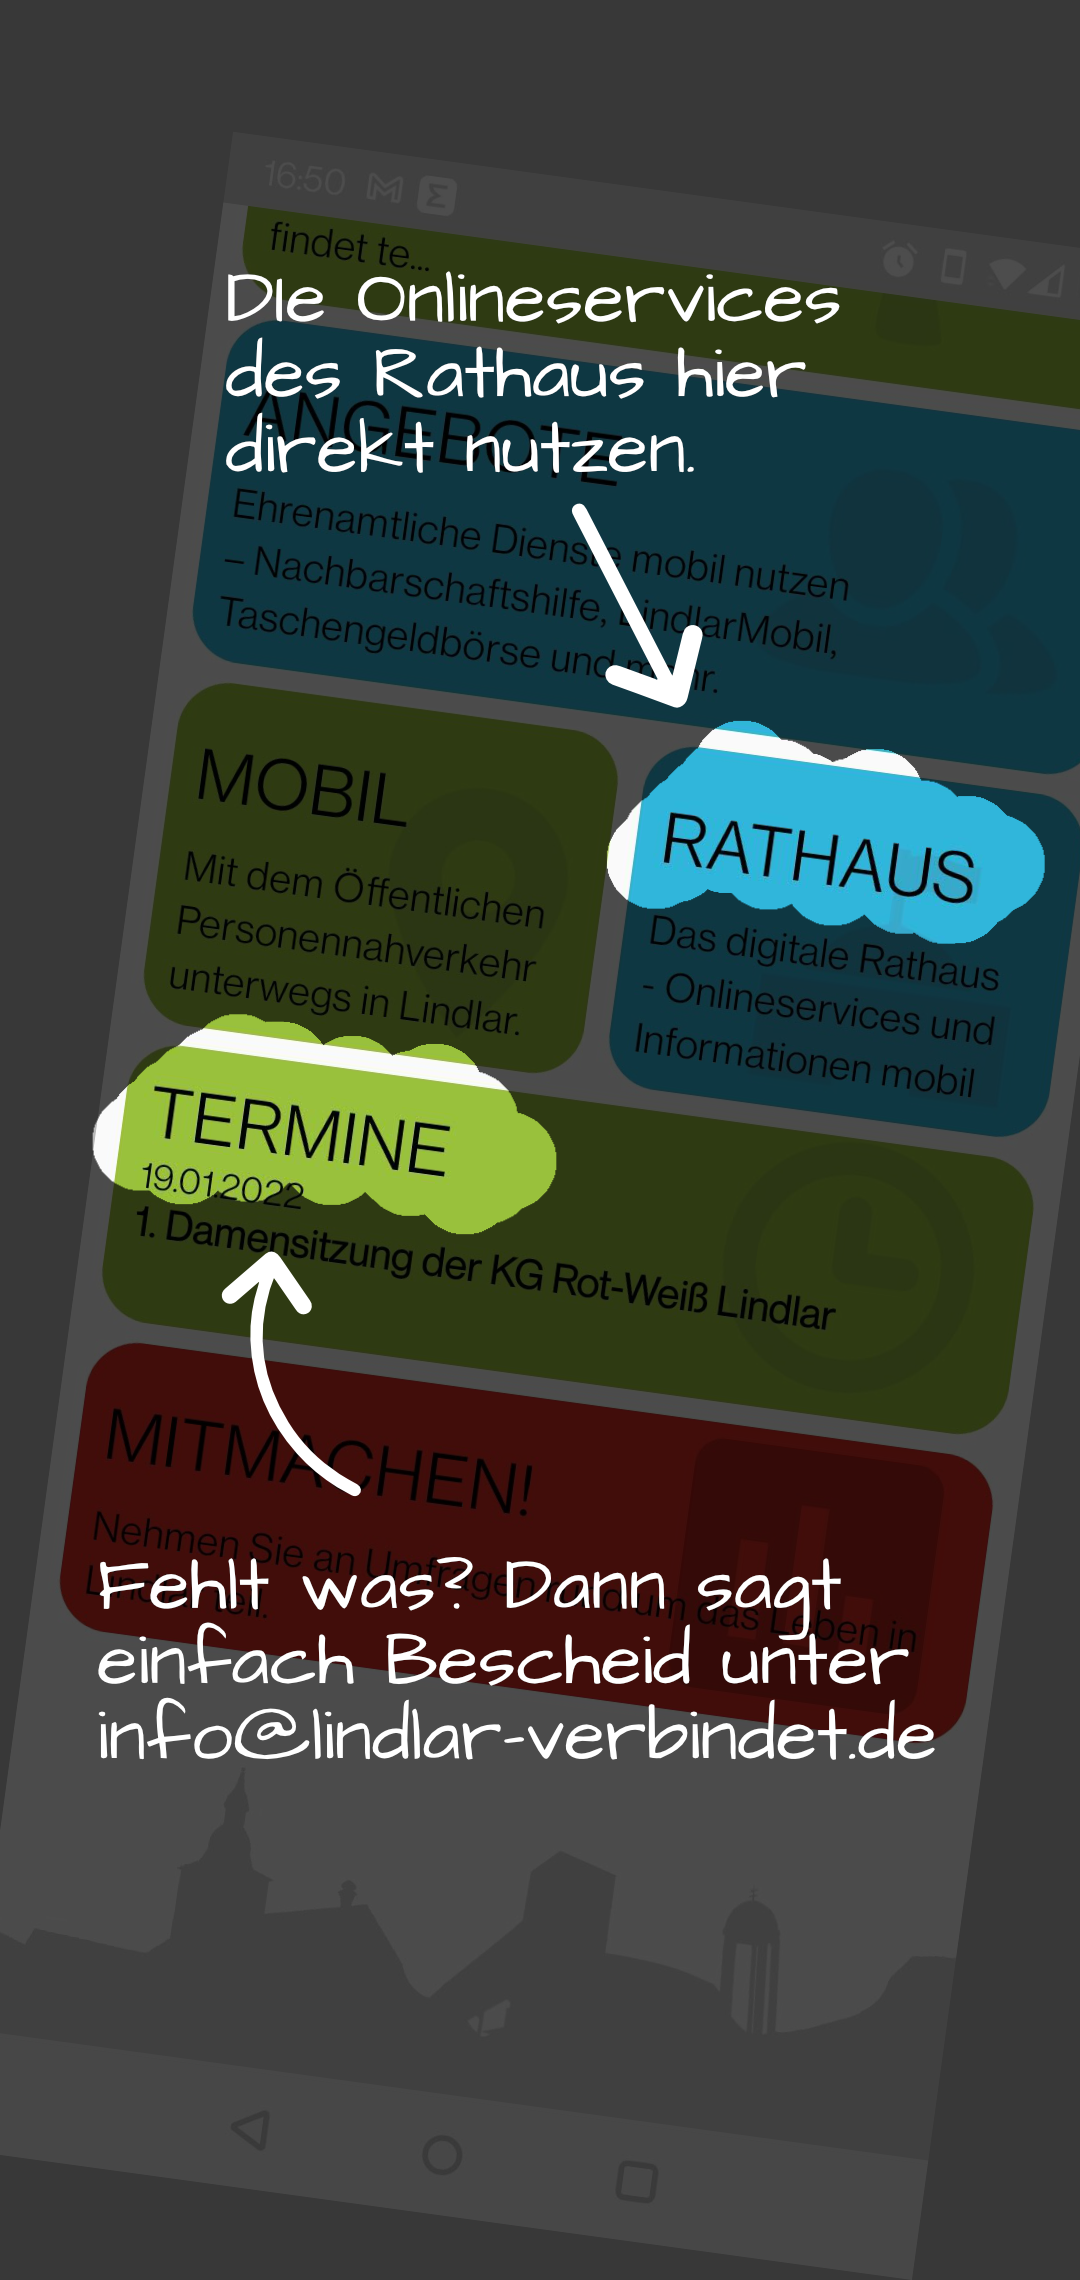 16:50
findet te...
DIe Onlineservices
des Rathaus hier
direkt nutzen.
ANGEBOTE
Ehrenamtliche Dienste mobil nutzen
– Nachbarschaftshilfe, LindlarMobil,
Taschengeldbörse und mehr.
MOBIL
Mit dem Öffentlichen
Personennahverkehr
unterwegs in Lindlar.
RATHAUS
Das digitale Rathaus
- Onlineservices und
Informationen mobil
TERMINE
19.01.2022
1. Damensitzung der KG Rot-Weiß Lindlar
MITMACHEN!
Nehmen Sie an Umfragen rund um das Leben in
Lindlar teil.
Fehlt was? Dann sagt
einfach Bescheid unter
info@lindlar-verbindet.de